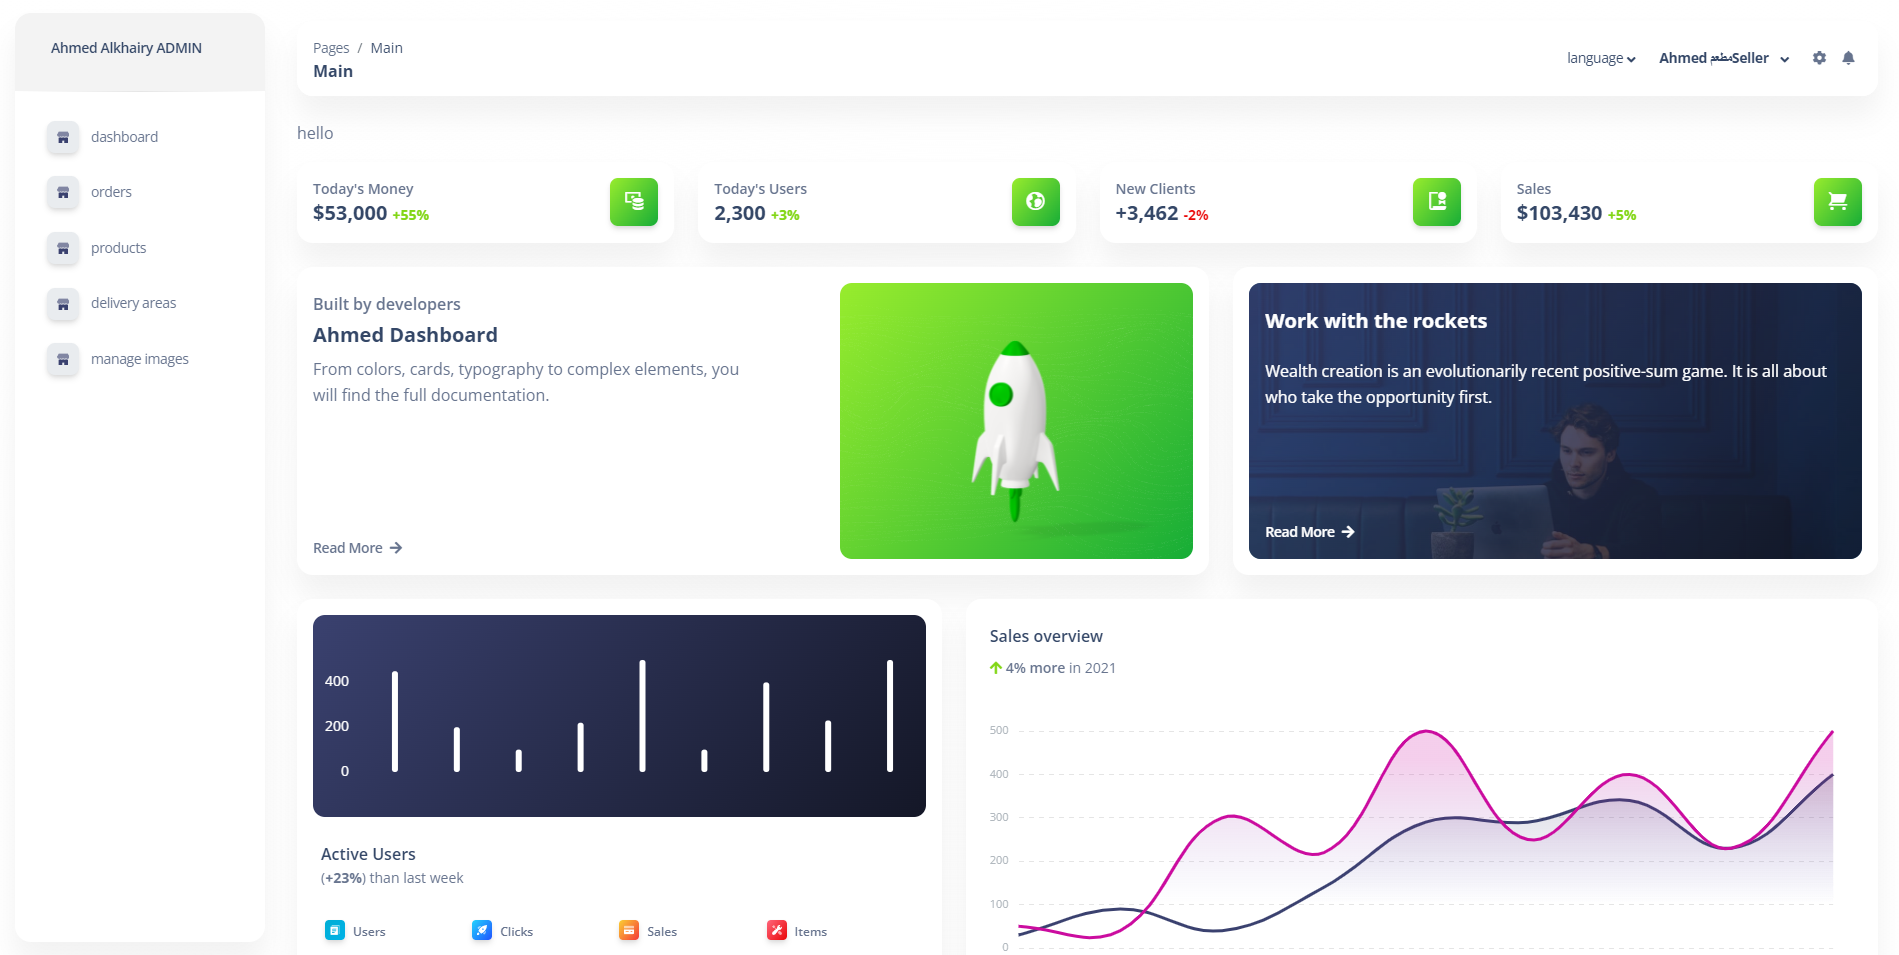 Ahmed Alkhairy ADMIN
dashboard
orders
products
delivery areas
manage images
Pages / Main
Main
language
Ahmed مطعمSeller
hello
Today's Money
$53,000 +55%
Today's Users
2,300 +3%
New Clients
+3,462 -2%
Sales
$103,430 +5%
Built by developers
Ahmed Dashboard
From colors, cards, typography to complex elements, you
will find the full documentation.
Read More
Work with the rockets
Wealth creation is an evolutionarily recent positive-sum game. It is all about
who take the opportunity first.
Read More
400
200
0
Active Users
(+23%) than last week
Users
Clicks
Sales
Items
Sales overview
4% more in 2021
500
400
300
200
100
0